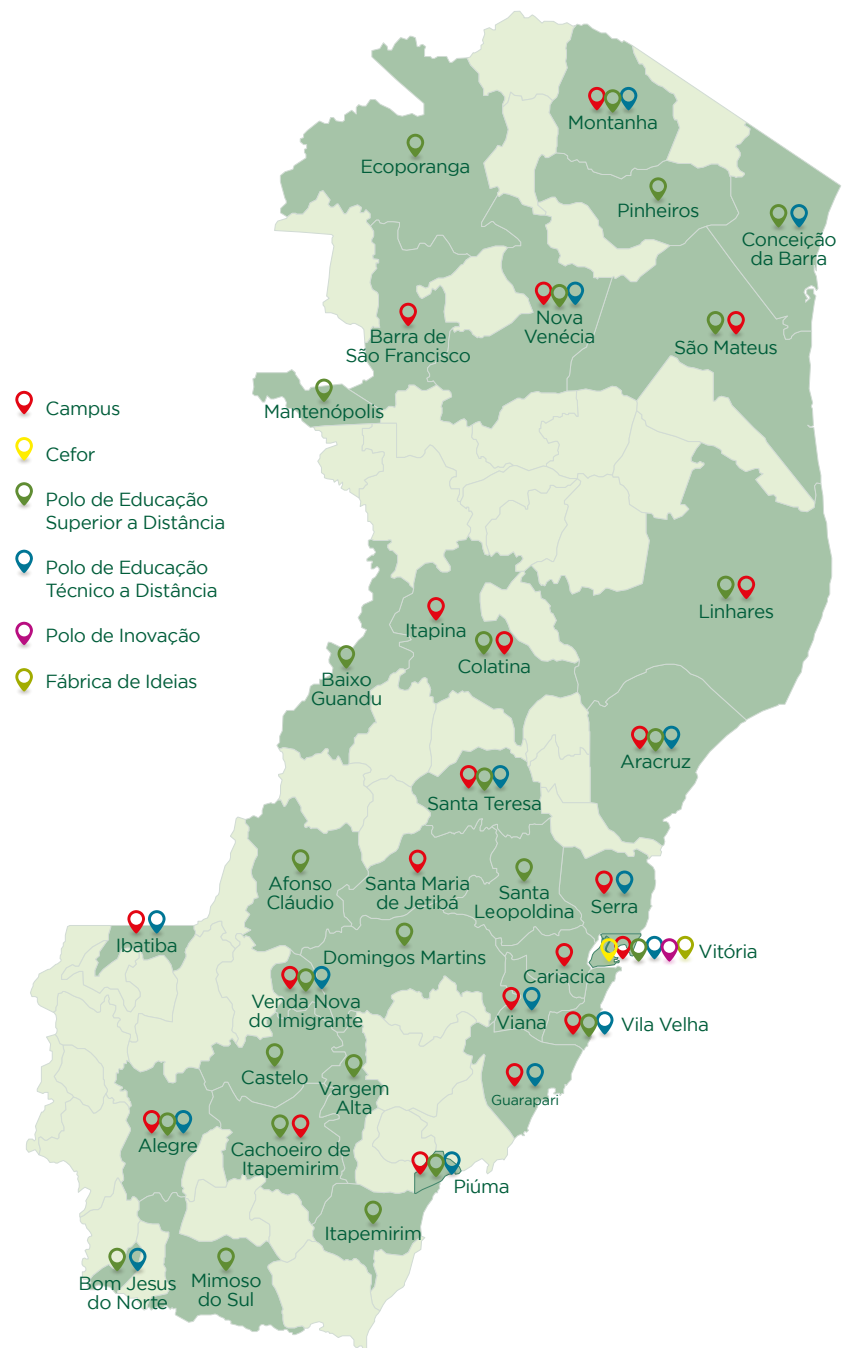 Montanha
Ecoporanga
Pinheiros
Conceição
da Barra
Nova
Venécia
Barra de
São Francisco
São Mateus
Mantenópolis
Campus
Cefor
Polo de Educação
Superior a Distância
Polo de Educação
Técnico a Distância
Polo de Inovação
Fábrica de Ideias
Linhares
Itapina
Colatina
Baixo
Guandu
Aracruz
Santa Teresa
Afonso
Cláudio
Santa Maria
de Jetibá
Santa
Leopoldina
Serra
Ibatiba
Domingos Martins
Cariacica
Vitória
Venda Nova
do Imigrante
Viana
Vila Velha
Castelo
Vargem
Alta
Guarapari
Alegre
Cachoeiro de
Itapemirim
Piúma
Itapemirim
Bom Jesus
do Norte
Mimoso
do Sul